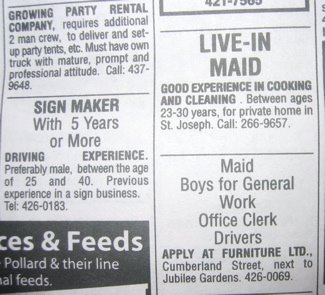 GROWING PARTY RENTAL
COMPANY, requires additional
2 man crew, to deliver and set-
up party tents, etc. Must have own
truck with mature, prompt and
professional attitude. Call: 437-
9648.
SIGN MAKER
With 5 Years
or More
DRIVING EXPERIENCE.
Preferably male, between the age
of 25 and 40. Previous
experience in a sign business.
Tel: 426-0183.
ces & Feeds
Pollard & their line
nal feeds.
421-7565
LIVE-IN
MAID
GOOD EXPERIENCE IN COOKING
AND CLEANING . Between ages
23-30 years, for private home in
St. Joseph. Call: 266-9657.
Maid
Boys for General
Work
Office Clerk
Drivers
APPLY AT FURNITURE LTD.,
Cumberland Street, next to
Jubilee Gardens. 426-0069.